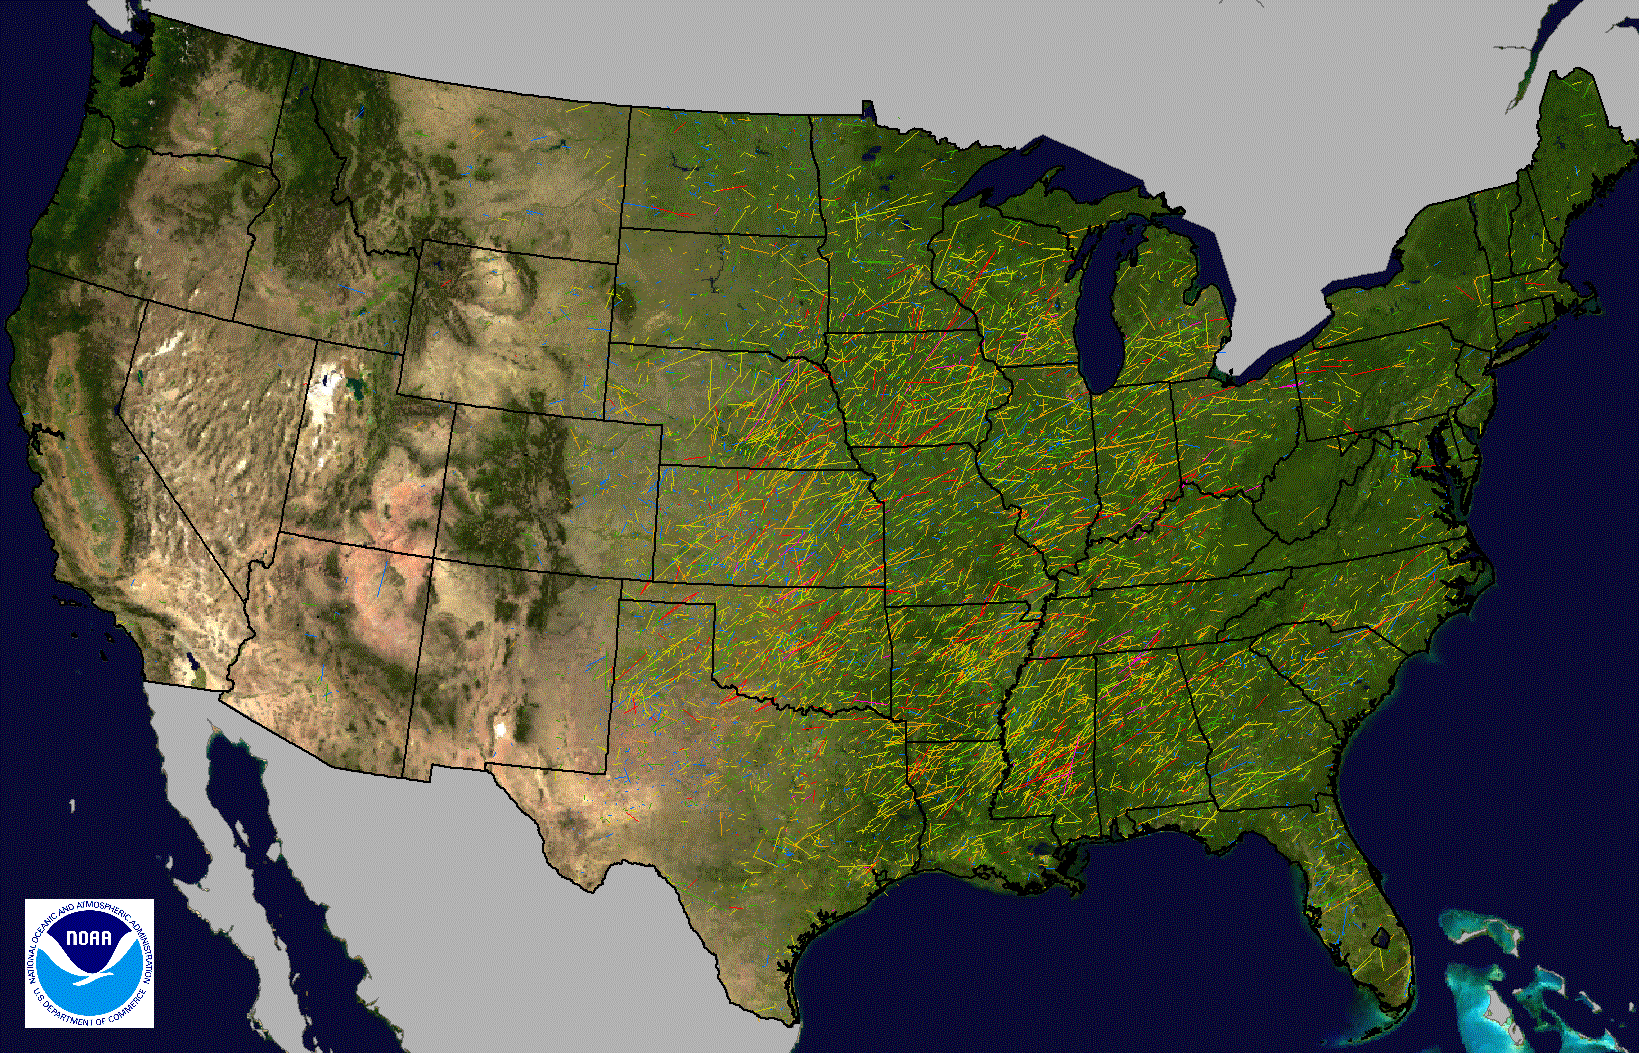 NATIONAL OCEANIC AND ATMOSPHERIC ADMINISTRATION
NOAA
U.S. DEPARTMENT OF COMMERCE